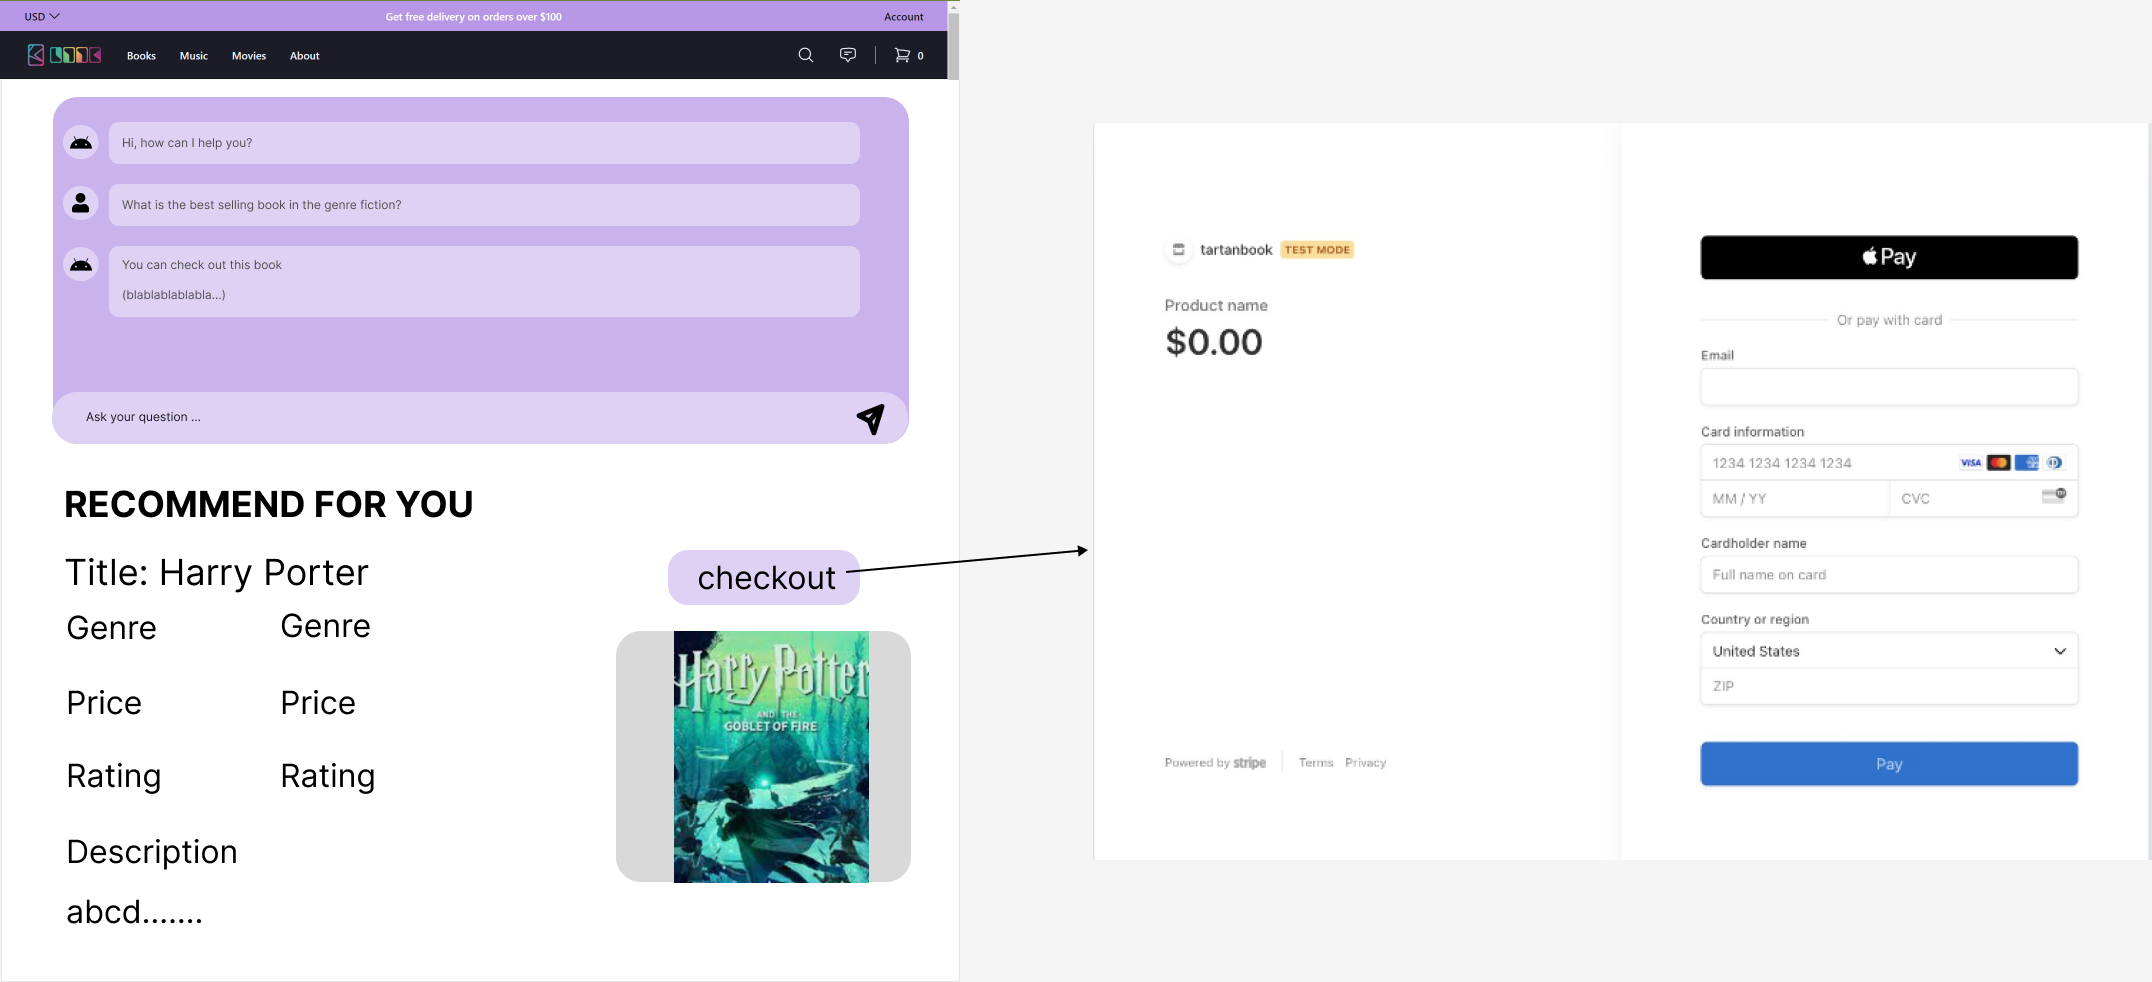 USD
Get free delivery on orders over $100
Account
Books
Music
Movies
About
0
Hi, how can I help you?
What is the best selling book in the genre fiction?
You can check out this book
(blablablablabla...)
Ask your question ...
RECOMMEND FOR YOU
Title: Harry Porter
checkout
Genre
Genre
Price
Price
Rating
Rating
Description
abcd.......
Harry Potter
AND THE
GOBLET OF FIRE
tartanbook
TEST MODE
Product name
$0.00
Powered by stripe
Terms
Privacy
Pay
Or pay with card
Email
Card information
1234 1234 1234 1234
VISA
MM / YY
CVC
Cardholder name
Full name on card
Country or region
United States
ZIP
Pay